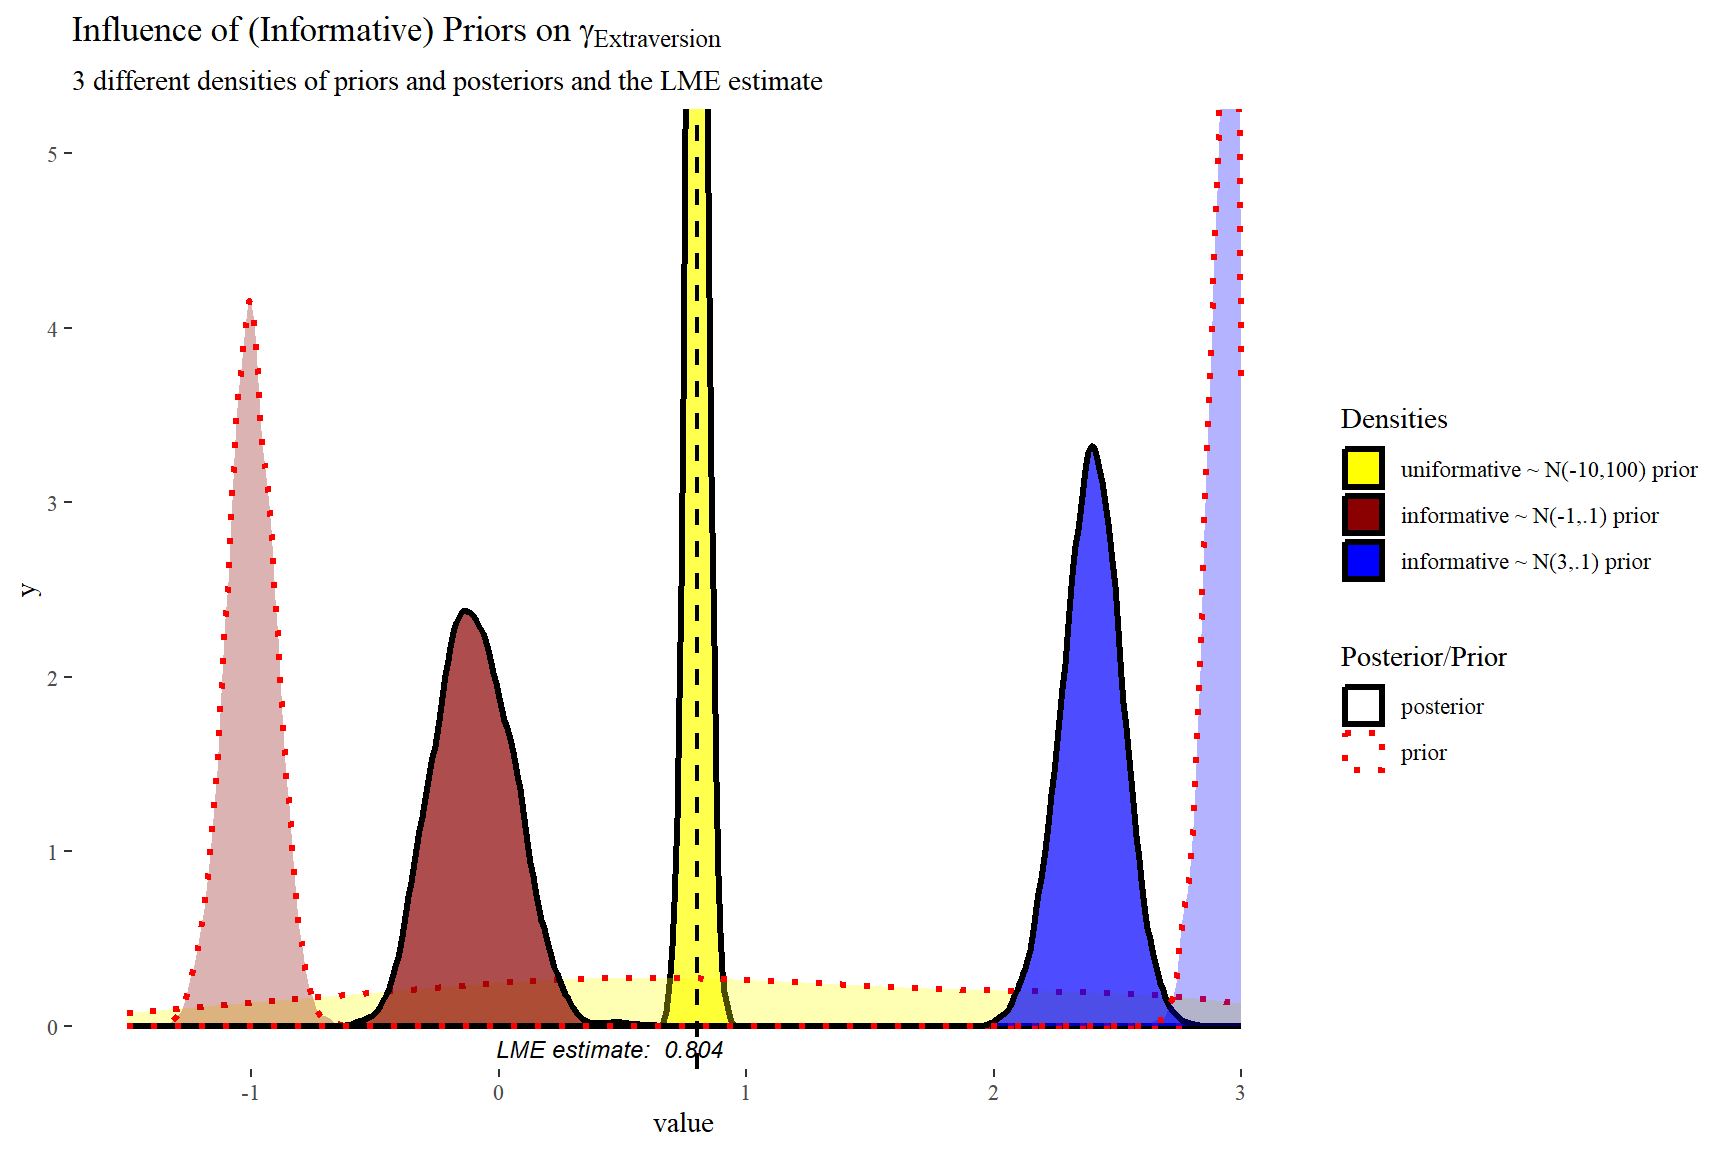 Influence of (Informative) Priors on γExtraversion
3 different densities of priors and posteriors and the LME estimate
y
5
4
3
2
1
0
LME estimate: 0.804
-1
0
1
2
3
value
Densities
uniformative ~ N(-10,100) prior
informative ~ N(-1,.1) prior
informative ~ N(3,.1) prior
Posterior/Prior
posterior
prior